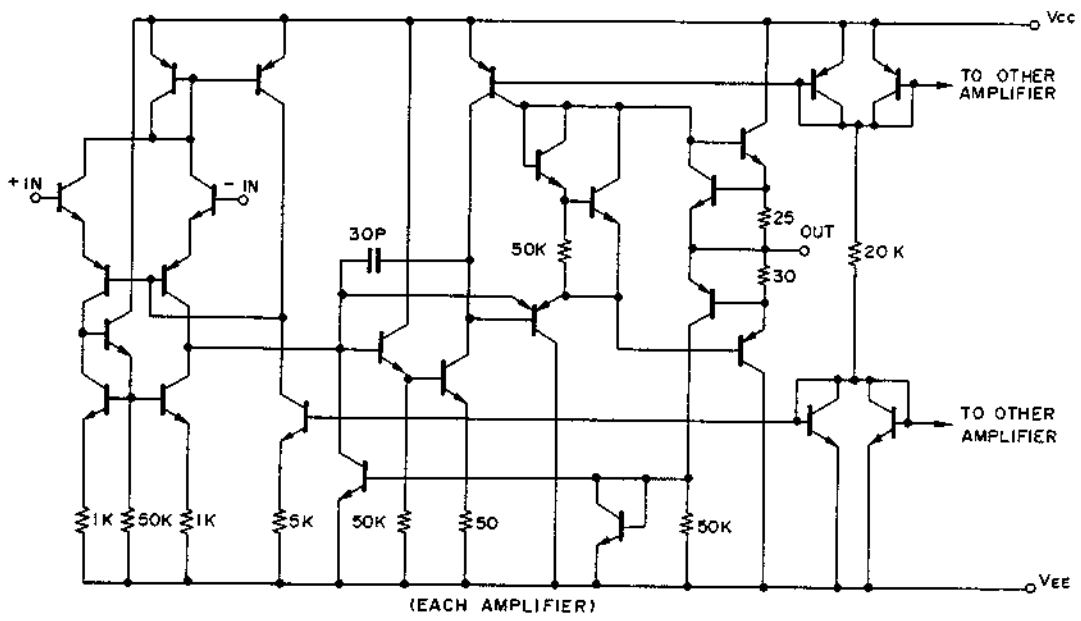 Vcc
TO OTHER
AMPLIFIER
+ IN
- IN
30P
50K
25
OUT
30
20 K
TO OTHER
AMPLIFIER
1K
50K
1K
5K
50K
50
50K
VEE
(EACH AMPLIFIER)